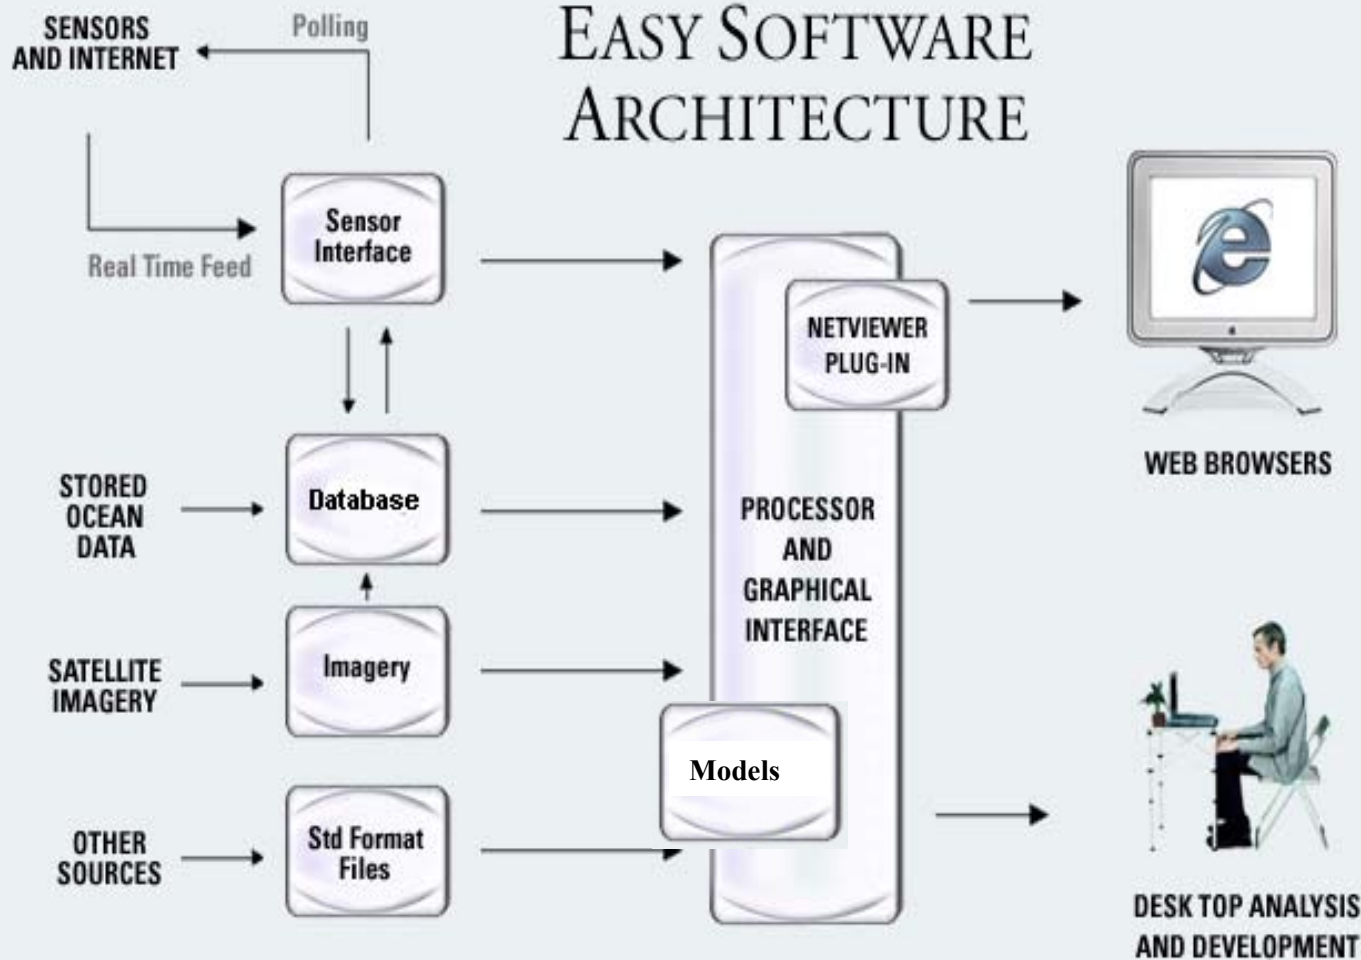 EASY SOFTWARE
ARCHITECTURE
SENSORS
AND INTERNET
Polling
Real Time Feed
Sensor
Interface
NETVIEWER
PLUG-IN
WEB BROWSERS
STORED
OCEAN
DATA
Database
PROCESSOR
AND
GRAPHICAL
INTERFACE
SATELLITE
IMAGERY
Imagery
Models
OTHER
SOURCES
Std Format
Files
DESK TOP ANALYSIS
AND DEVELOPMENT